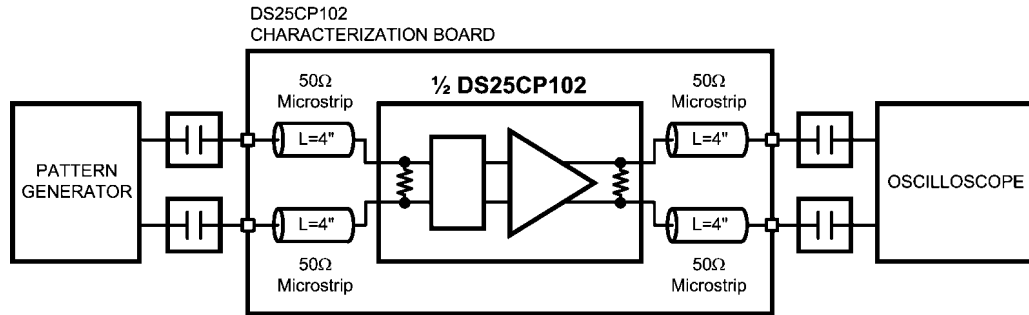 DS25CP102
CHARACTERIZATION BOARD
50Ω
Microstrip
½ DS25CP102
50Ω
Microstrip
L=4"
L=4"
PATTERN
GENERATOR
OSCILLOSCOPE
L=4"
L=4"
50Ω
Microstrip
50Ω
Microstrip